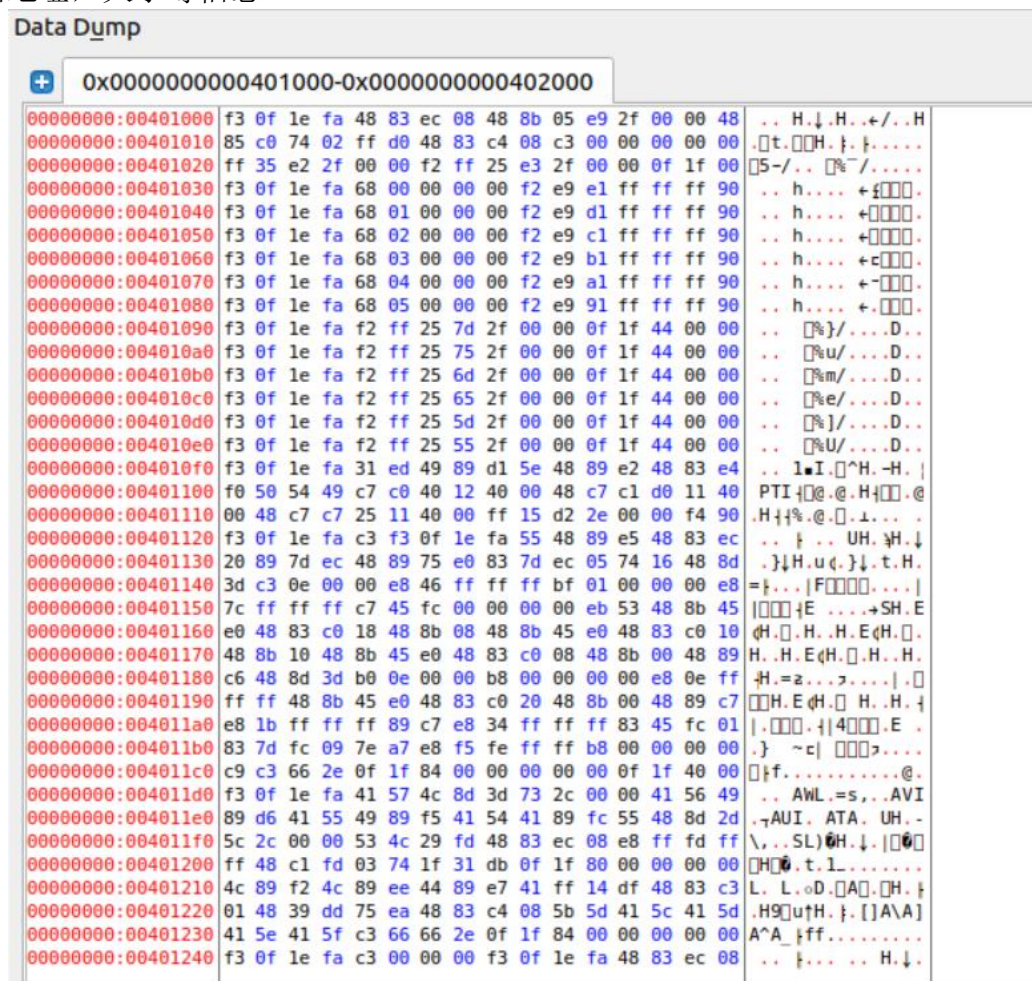 Data Dump
0x0000000000401000-0x0000000000402000
00000000:00401000 f3 0f 1e fa 48 83 ec 08 48 8b 05 e9 2f 00 00 48 .. H.↓.H..←/..H
00000000:00401010 85 c0 74 02 ff d0 48 83 c4 08 c3 00 00 00 00 00
00000000:00401020 ff 35 e2 2f 00 00 f2 ff 25 e3 2f 00 00 0f 1f 00
00000000:00401030 f3 0f 1e fa 68 00 00 00 00 f2 e9 e1 ff ff ff 90
00000000:00401040 f3 0f 1e fa 68 01 00 00 00 f2 e9 d1 ff ff ff 90
00000000:00401050 f3 0f 1e fa 68 02 00 00 00 f2 e9 c1 ff ff ff 90
00000000:00401060 f3 0f 1e fa 68 03 00 00 00 f2 e9 b1 ff ff ff 90
00000000:00401070 f3 0f 1e fa 68 04 00 00 00 f2 e9 a1 ff ff ff 90
00000000:00401080 f3 0f 1e fa 68 05 00 00 00 f2 e9 91 ff ff ff 90
00000000:00401090 f3 0f 1e fa f2 ff 25 7d 2f 00 00 0f 1f 44 00 00 .. %}/....D..
00000000:004010a0 f3 0f 1e fa f2 ff 25 75 2f 00 00 0f 1f 44 00 00 .. %u/....D..
00000000:004010b0 f3 0f 1e fa f2 ff 25 6d 2f 00 00 0f 1f 44 00 00 .. %m/....D..
00000000:004010c0 f3 0f 1e fa f2 ff 25 65 2f 00 00 0f 1f 44 00 00 .. %e/....D..
00000000:004010d0 f3 0f 1e fa f2 ff 25 5d 2f 00 00 0f 1f 44 00 00 .. %]/....D..
00000000:004010e0 f3 0f 1e fa f2 ff 25 55 2f 00 00 0f 1f 44 00 00 .. %U/....D..
00000000:004010f0 f3 0f 1e fa 31 ed 49 89 d1 5e 48 89 e2 48 83 e4
00000000:00401100 f0 50 54 49 c7 c0 40 12 40 00 48 c7 c1 d0 11 40
00000000:00401110 00 48 c7 c7 25 11 40 00 ff 15 d2 2e 00 00 f4 90
00000000:00401120 f3 0f 1e fa c3 f3 0f 1e fa 55 48 89 e5 48 83 ec
00000000:00401130 20 89 7d ec 48 89 75 e0 83 7d ec 05 74 16 48 8d
00000000:00401140 3d c3 0e 00 00 e8 46 ff ff ff bf 01 00 00 00 e8
00000000:00401150 7c ff ff ff c7 45 fc 00 00 00 00 eb 53 48 8b 45
00000000:00401160 e0 48 83 c0 18 48 8b 08 48 8b 45 e0 48 83 c0 10
00000000:00401170 48 8b 10 48 8b 45 e0 48 83 c0 08 48 8b 00 48 89
00000000:00401180 c6 48 8d 3d b0 0e 00 00 b8 00 00 00 00 e8 0e ff
00000000:00401190 ff ff 48 8b 45 e0 48 83 c0 20 48 8b 00 48 89 c7
00000000:004011a0 e8 1b ff ff ff 89 c7 e8 34 ff ff ff 83 45 fc 01
00000000:004011b0 83 7d fc 09 7e a7 e8 f5 fe ff ff b8 00 00 00 00
00000000:004011c0 c9 c3 66 2e 0f 1f 84 00 00 00 00 00 0f 1f 40 00
00000000:004011d0 f3 0f 1e fa 41 57 4c 8d 3d 73 2c 00 00 41 56 49 .. AWL.=s,..AVI
00000000:004011e0 89 d6 41 55 49 89 f5 41 54 41 89 fc 55 48 8d 2d
00000000:004011f0 5c 2c 00 00 53 4c 29 fd 48 83 ec 08 e8 ff fd ff
00000000:00401200 ff 48 c1 fd 03 74 1f 31 db 0f 1f 80 00 00 00 00
00000000:00401210 4c 89 f2 4c 89 ee 44 89 e7 41 ff 14 df 48 83 c3
00000000:00401220 01 48 39 dd 75 ea 48 83 c4 08 5b 5d 41 5c 41 5d
00000000:00401230 41 5e 41 5f c3 66 66 2e 0f 1f 84 00 00 00 00 00
00000000:00401240 f3 0f 1e fa c3 00 00 00 f3 0f 1e fa 48 83 ec 08